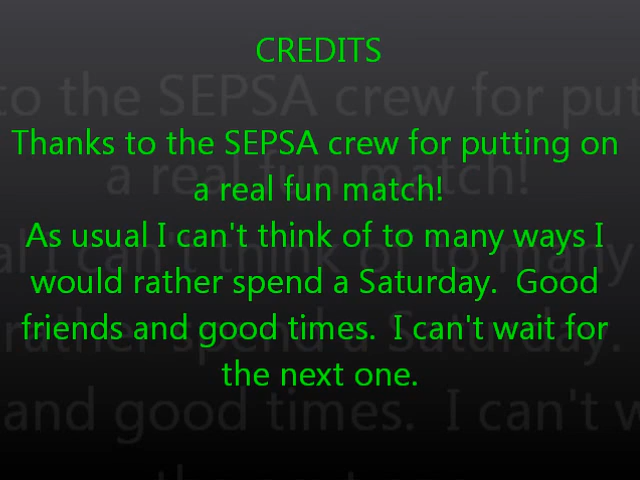 CREDITS
Thanks to the SEPSA crew for putting on
a real fun match!
As usual I can't think of to many ways I
would rather spend a Saturday.  Good
friends and good times.  I can't wait for
the next one.